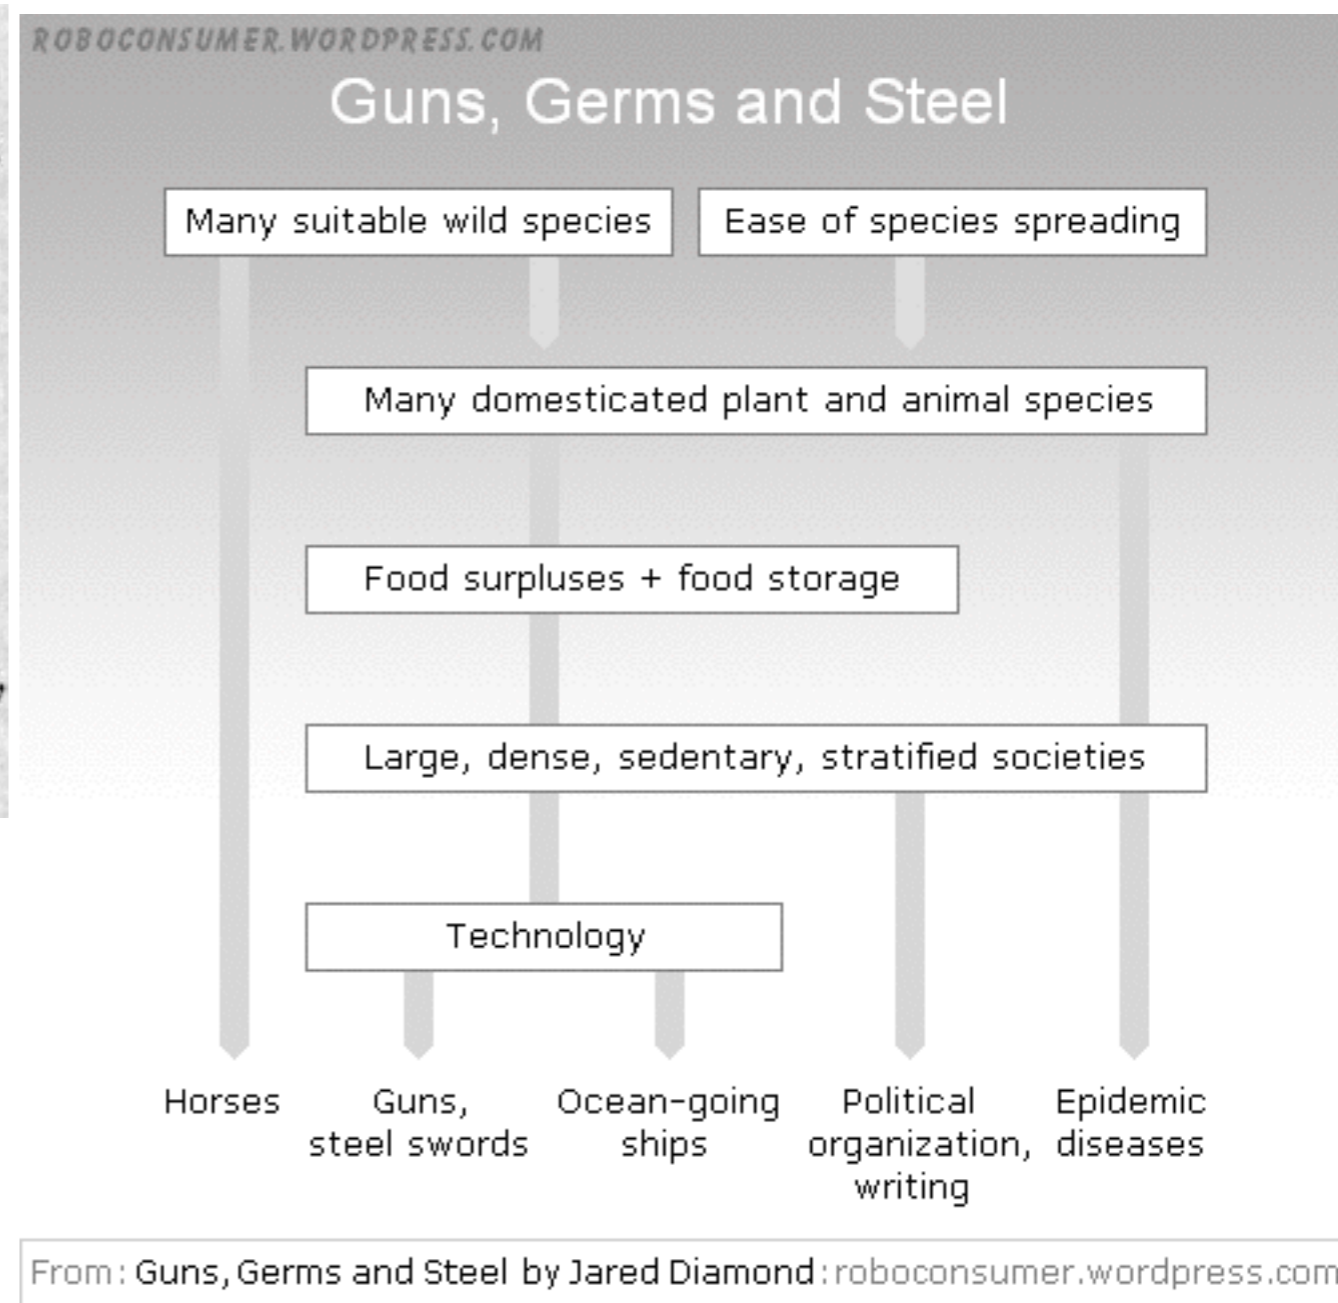 ROBOCONSUMER.WORDPRESS.COM
Guns, Germs and Steel
Many suitable wild species
Ease of species spreading
Many domesticated plant and animal species
Food surpluses + food storage
Large, dense, sedentary, stratified societies
Technology
Horses
Guns,
steel swords
Ocean-going
ships
Political
organization,
writing
Epidemic
diseases
From: Guns, Germs and Steel by Jared Diamond: roboconsumer.wordpress.com